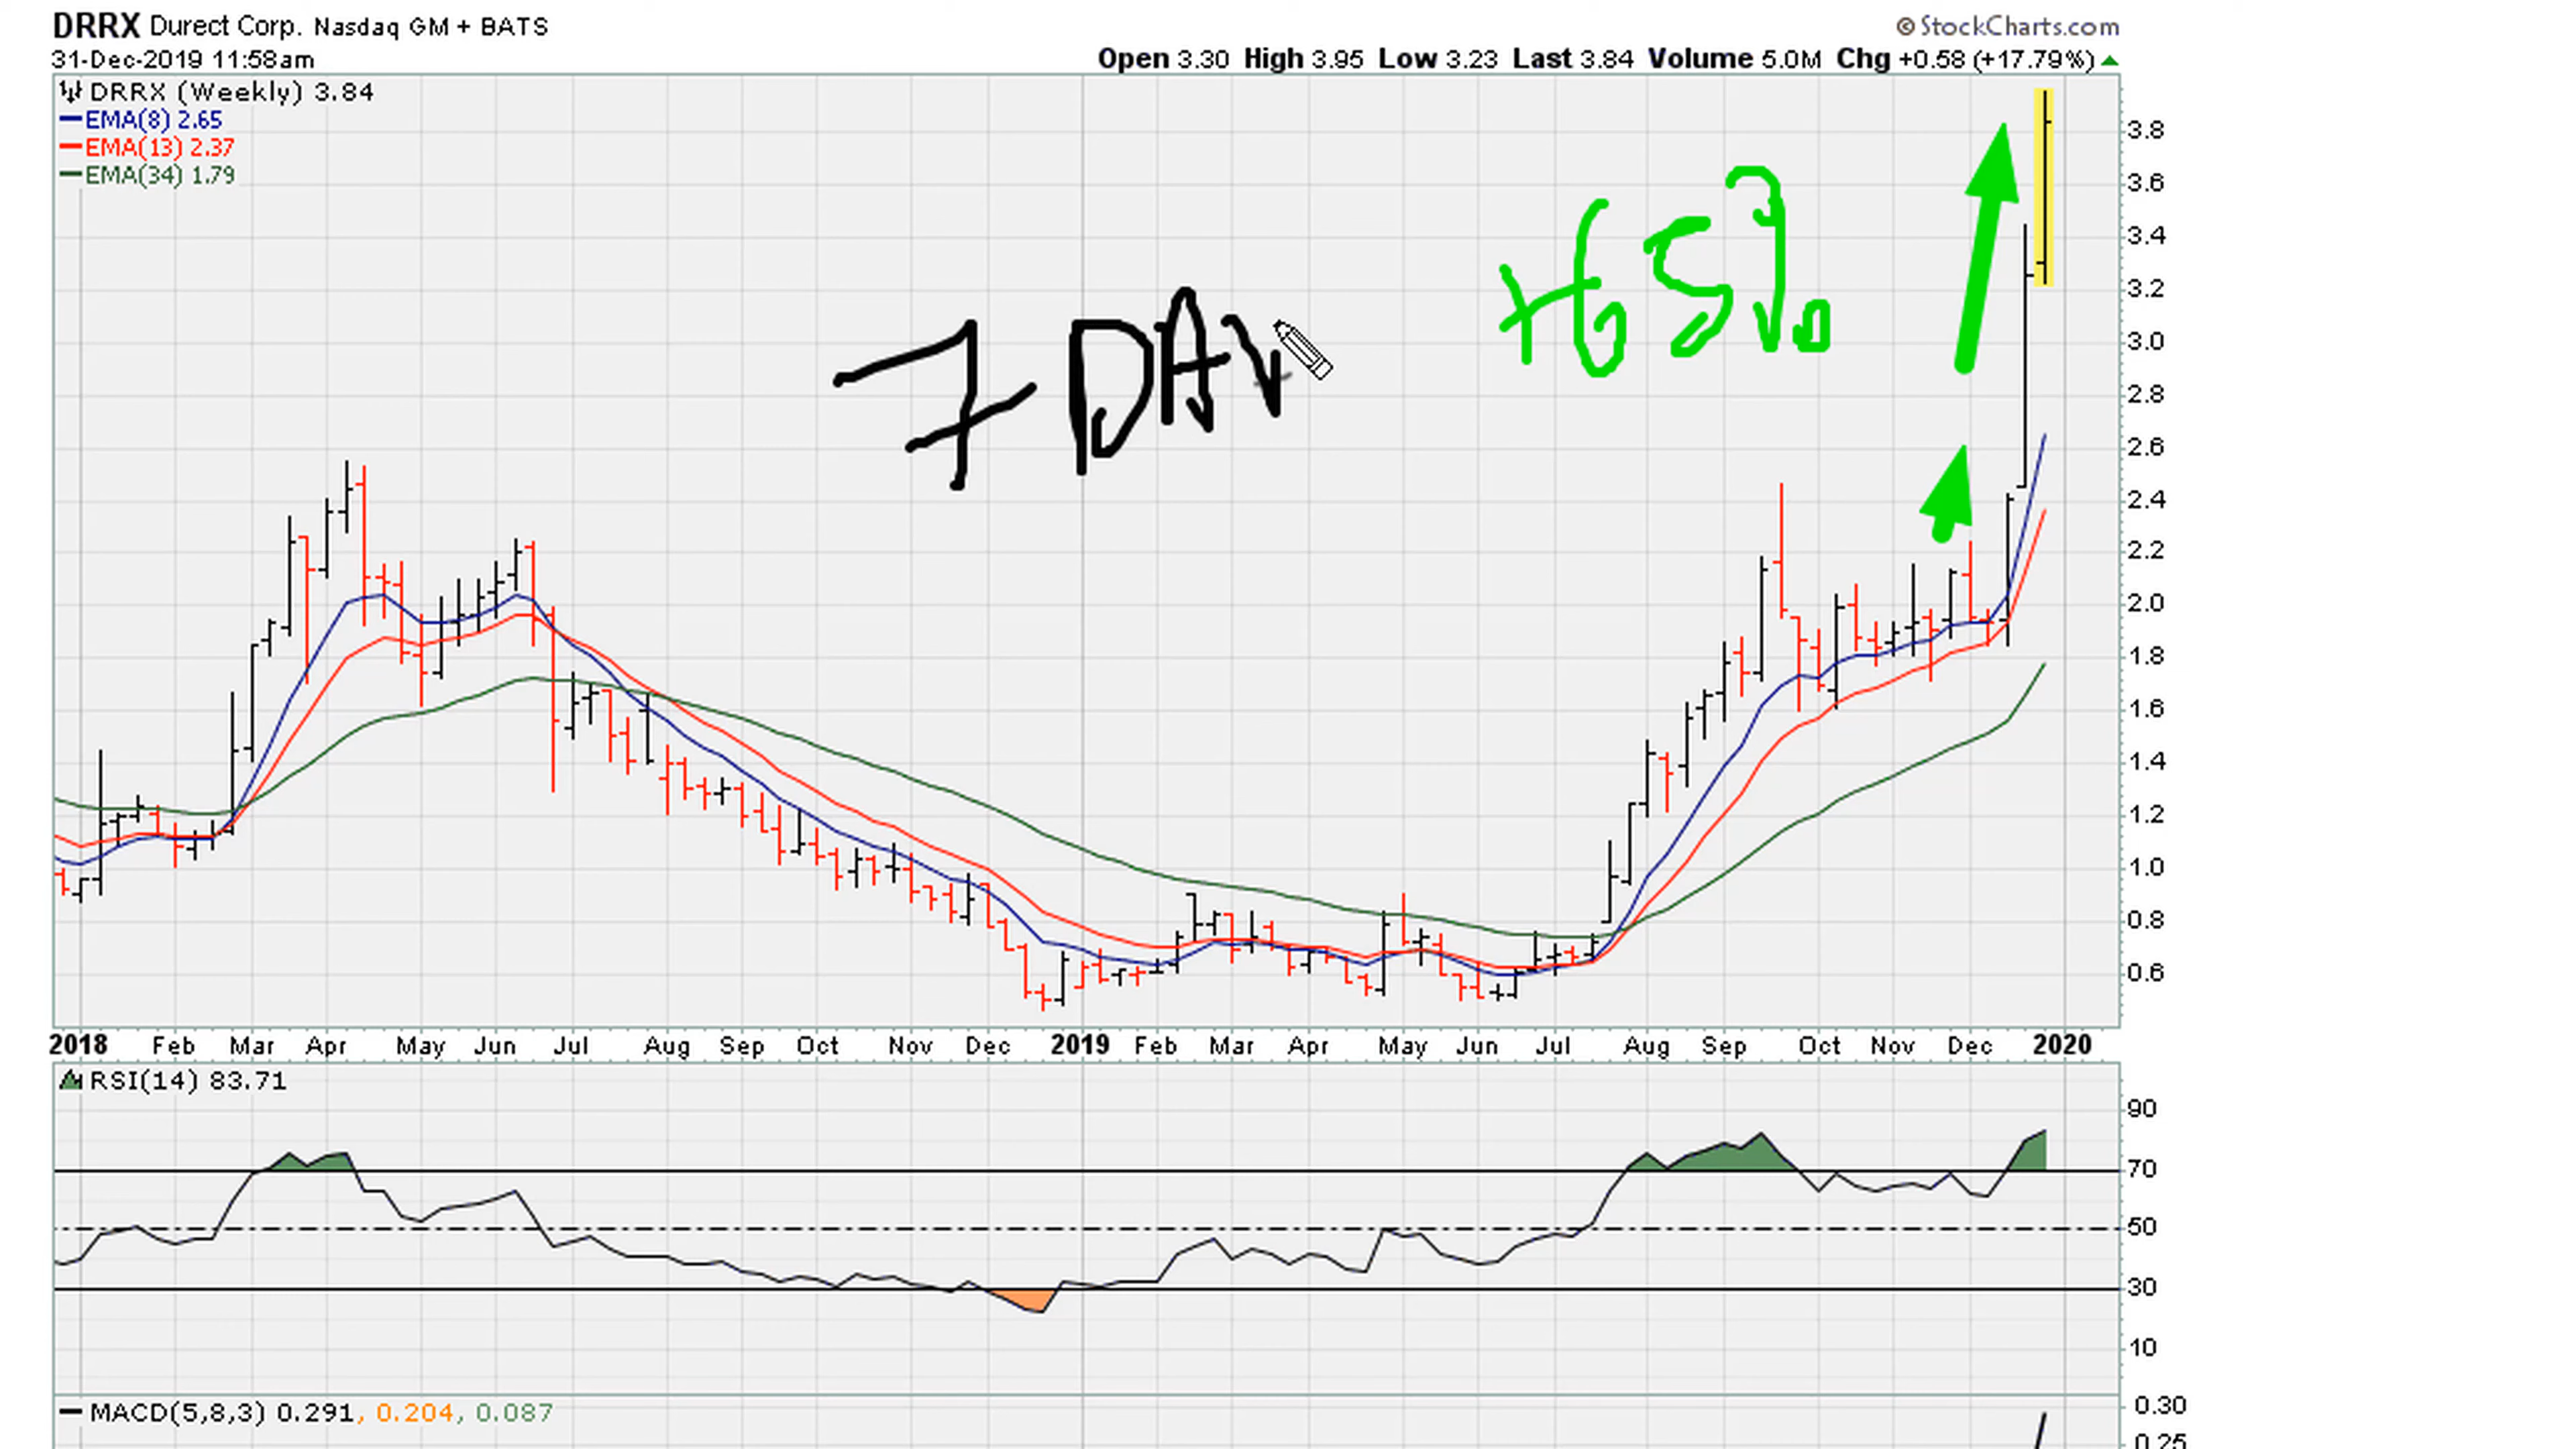 DRRX Durect Corp. Nasdaq GM + BATS
© StockCharts.com
31-Dec-2019 11:58am
Open 3.30 High 3.95 Low 3.23 Last 3.84 Volume 5.0M Chg +0.58 (+17.79%)
DRRX (Weekly) 3.84
EMA(8) 2.65
EMA(13) 2.37
EMA(34) 1.79
+65%
7 DAY
3.8
3.6
3.4
3.2
3.0
2.8
2.6
2.4
2.2
2.0
1.8
1.6
1.4
1.2
1.0
0.8
0.6
2018 Feb Mar Apr May Jun Jul Aug Sep Oct Nov Dec 2019 Feb Mar Apr May Jun Jul Aug Sep Oct Nov Dec 2020
RSI(14) 83.71
90
70
50
30
10
MACD(5,8,3) 0.291, 0.204, 0.087
0.30
0.25